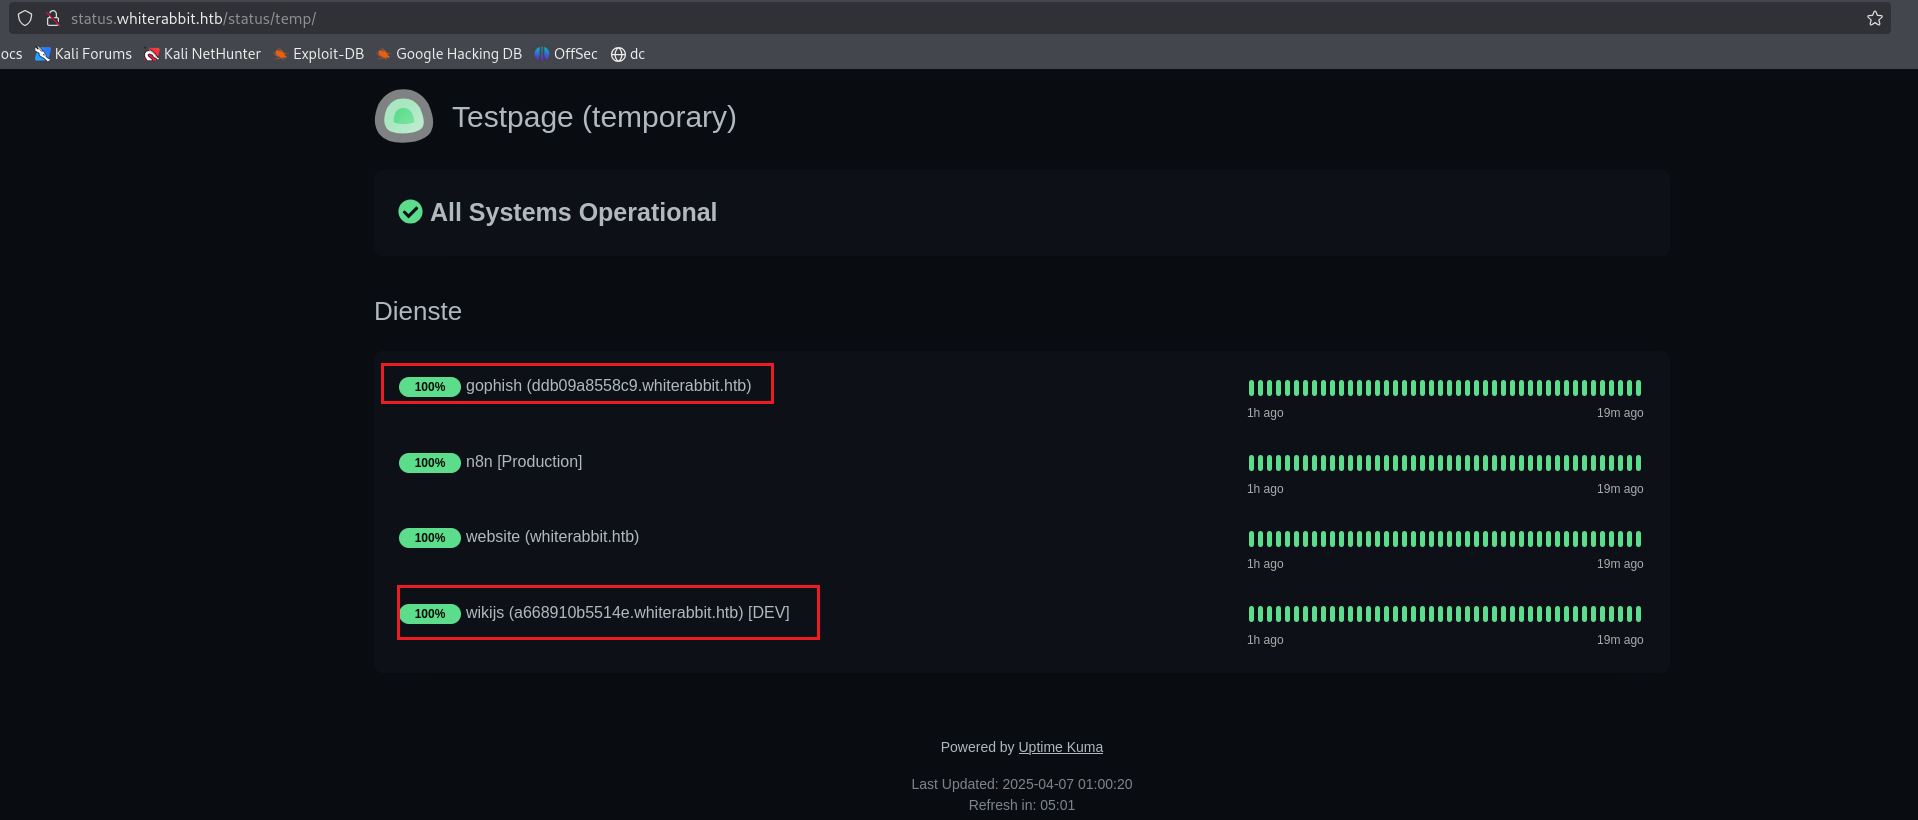 status.whiterabbit.htb/status/temp/
ocs Kali Forums Kali NetHunter Exploit-DB Google Hacking DB OffSec dc
Testpage (temporary)
All Systems Operational
Dienste
100% gophish (ddb09a8558c9.whiterabbit.htb)
1h ago 19m ago
100% n8n [Production]
1h ago 19m ago
100% website (whiterabbit.htb)
1h ago 19m ago
100% wikijs (a668910b5514e.whiterabbit.htb) [DEV]
1h ago 19m ago
Powered by Uptime Kuma
Last Updated: 2025-04-07 01:00:20
Refresh in: 05:01